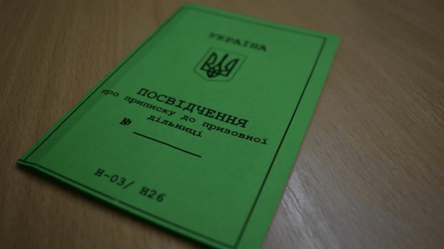 УКРАЇНА
ПОСВІДЧЕННЯ
про приписку до призовної
дільниці
№
Н-03/ Н26